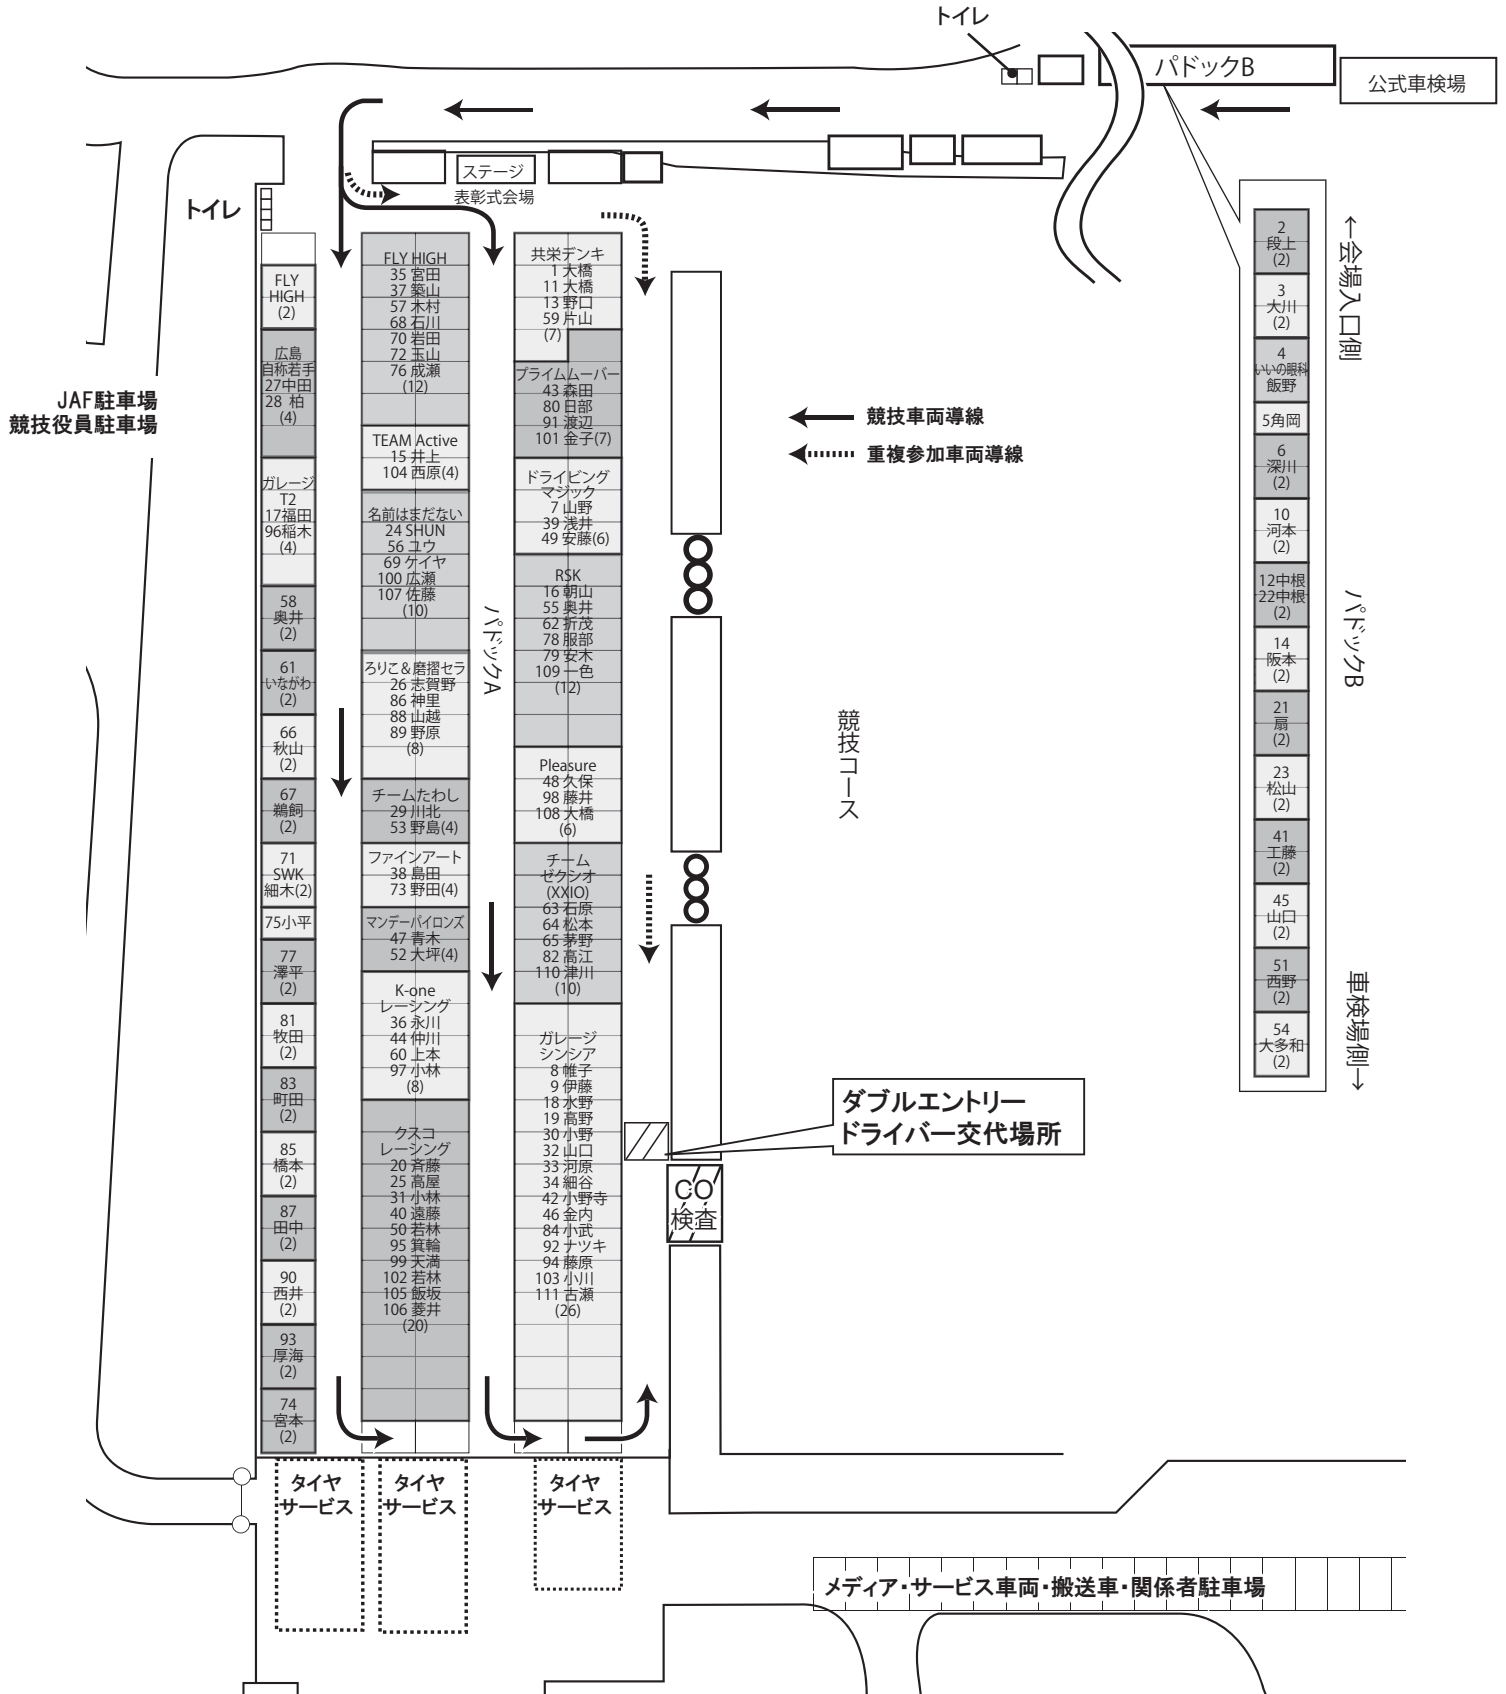 トイレ
パドックB
公式車検場
ステージ
表彰式会場
トイレ
JAF駐車場
競技役員駐車場
FLY
HIGH
(2)
広島
自称若手
27中田
28 柏
(4)
ガレージ
T2
17福田
96稲木
(4)
58
奥井
(2)
61
いながわ
(2)
66
秋山
(2)
67
鵜飼
(2)
71
SWK
細木(2)
75小平
77
澤平
(2)
81
牧田
(2)
83
町田
(2)
85
橋本
(2)
87
田中
(2)
90
西井
(2)
93
厚海
(2)
74
宮本
(2)
FLY HIGH
35 宮田
37 築山
57 木村
68 石川
70 岩田
72 玉山
76 成瀬
(12)
TEAM Active
15 井上
104 西原(4)
名前はまだない
24 SHUN
56 ユウ
69 ケイヤ
100 広瀬
107 佐藤
(10)
ろりこ&磨摺セラ
26 志賀野
86 神里
88 山越
89 野原
(8)
チームたわし
29 川北
53 野島(4)
ファインアート
38 島田
73 野田(4)
マンデーパイロンズ
47 青木
52 大坪(4)
K-one
レーシング
36 永川
44 仲川
60 上本
97 小林
(8)
クスコ
レーシング
20 斉藤
25 高屋
31 小林
40 遠藤
50 若林
95 箕輪
99 天満
102 若林
105 飯坂
106 菱井
(20)
パドックA
共栄デンキ
1 大橋
11 大橋
13 野口
59 片山
(7)
プライムムーバー
43 森田
80 日部
91 渡辺
101 金子(7)
ドライビング
マジック
7 山野
39 浅井
49 安藤(6)
RSK
16 朝山
55 奥井
62 折茂
78 服部
79 安木
109 一色
(12)
Pleasure
48 久保
98 藤井
108 大橋
(6)
チーム
ゼクシオ
(XXIO)
63 石原
64 松本
65 茅野
82 高江
110 津川
(10)
ガレージ
シンシア
8 帷子
9 伊藤
18 水野
19 高野
30 小野
32 山口
33 河原
34 細谷
42 小野寺
46 金内
84 小武
92 ナツキ
94 藤原
103 小川
111 古瀬
(26)
競技車両導線
重複参加車両導線
競技コース
ダブルエントリー
ドライバー交代場所
CO
検査
2
段上
(2)
3
大川
(2)
4
いいの眼科
飯野
5角岡
6
深川
(2)
10
河本
(2)
12中根
22中根
(2)
14
阪本
(2)
21
扇
(2)
23
松山
(2)
41
工藤
(2)
45
山口
(2)
51
西野
(2)
54
大多和
(2)
←会場入口側
パドックB
車検場側→
タイヤ
サービス
タイヤ
サービス
タイヤ
サービス
メディア・サービス車両・搬送車・関係者駐車場